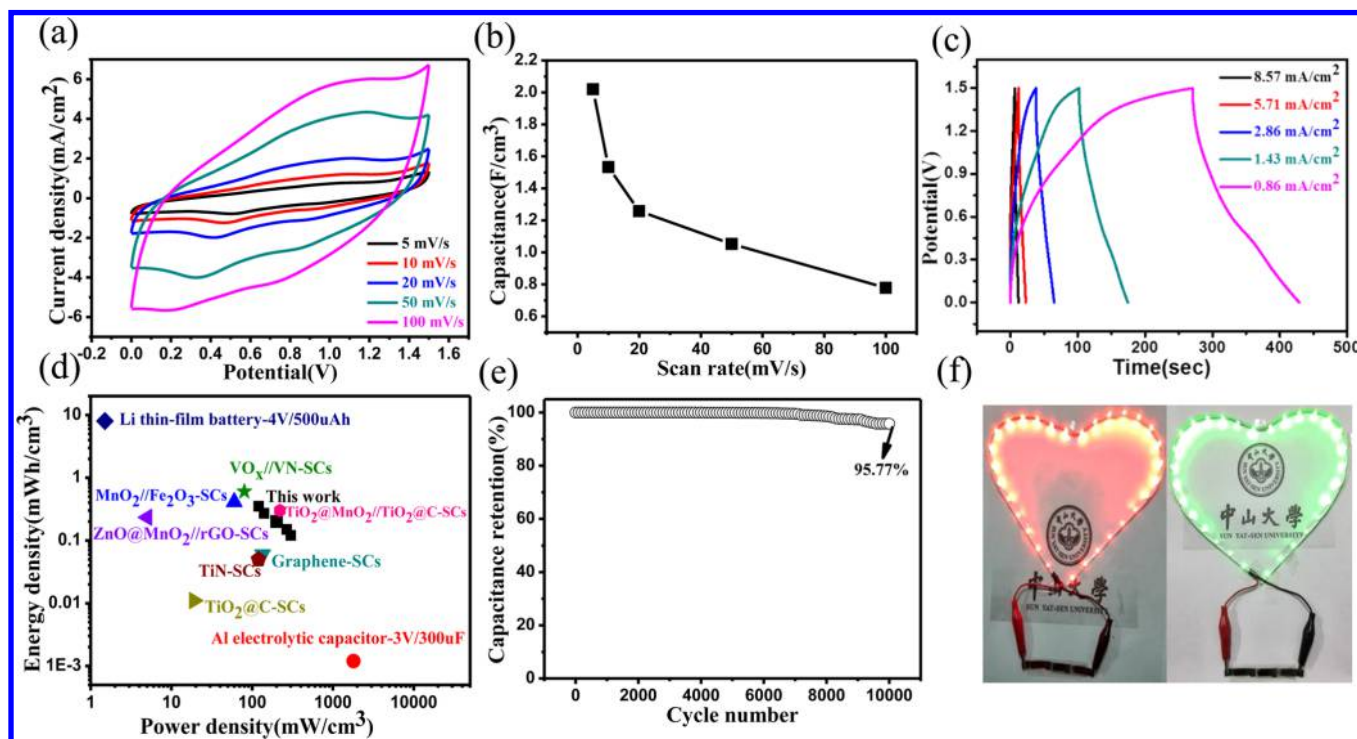 (a)
Current density(mA/cm²)
6
4
2
0
-2
-4
-6
5 mV/s
10 mV/s
20 mV/s
50 mV/s
100 mV/s
-0.2 0.0 0.2 0.4 0.6 0.8 1.0 1.2 1.4 1.6
Potential(V)
(b)
Capacitance(F/cm³)
2.2
2.0
1.8
1.6
1.4
1.2
1.0
0.8
0.6
0 20 40 60 80 100
Scan rate(mV/s)
(c)
Potential(V)
1.8
1.5
1.2
0.9
0.6
0.3
0.0
8.57 mA/cm²
5.71 mA/cm²
2.86 mA/cm²
1.43 mA/cm²
0.86 mA/cm²
0 100 200 300 400 500
Time(sec)
(d)
Energy density(mWh/cm³)
10
1
0.1
0.01
1E-3
Li thin-film battery-4V/500uAh
VOₓ//VN-SCs
This work
MnO₂//Fe₂O₃-SCs
TiO₂@MnO₂//TiO₂@C-SCs
ZnO@MnO₂//rGO-SCs
Graphene-SCs
TiN-SCs
TiO₂@C-SCs
Al electrolytic capacitor-3V/300uF
1 10 100 1000 10000
Power density(mW/cm³)
(e)
Capacitance retention(%)
100
80
60
40
20
0
95.77%
0 2000 4000 6000 8000 10000
Cycle number
(f)
中山大學
SUN YAT-SEN UNIVERSITY
中山大學
SUN YAT-SEN UNIVERSITY